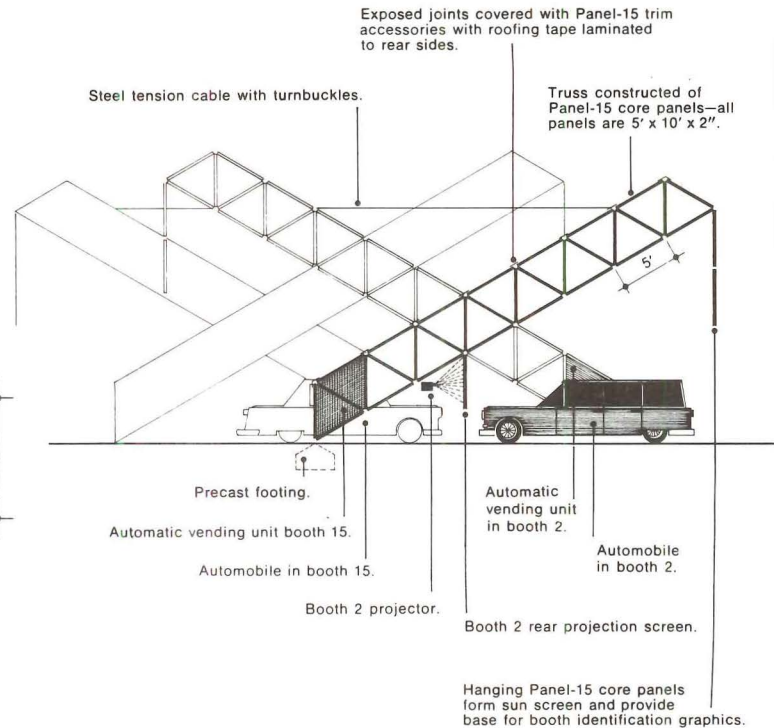 Exposed joints covered with Panel-15 trim
accessories with roofing tape laminated
to rear sides.
Steel tension cable with turnbuckles.
Truss constructed of
Panel-15 core panels—all
panels are 5' x 10' x 2".
5'
Precast footing.
Automatic vending unit booth 15.
Automobile in booth 15.
Booth 2 projector.
Automatic
vending unit
in booth 2.
Automobile
in booth 2.
Booth 2 rear projection screen.
Hanging Panel-15 core panels
form sun screen and provide
base for booth identification graphics.